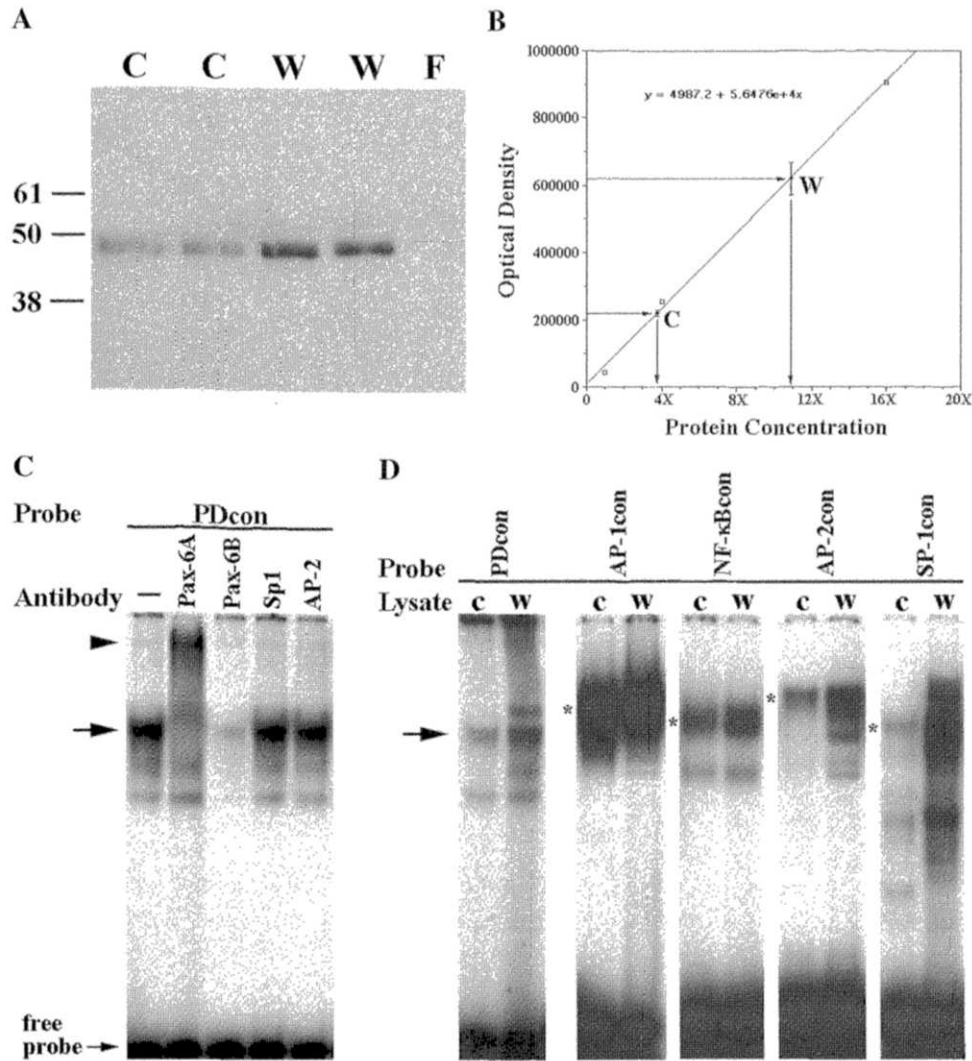 A
C C W W F
61
50
38
B
1000000
800000
600000
400000
200000
0
y = 4987.2 + 5.6476e+4x
W
C
0 4X 8X 12X 16X 20X
Optical Density
Protein Concentration
C
Probe PDcon
Antibody – Pax-6A Pax-6B Sp1 AP-2
free
probe
D
Probe PDcon AP-1con NF-κBcon AP-2con SP-1con
Lysate c w c w c w c w c w
* * * *